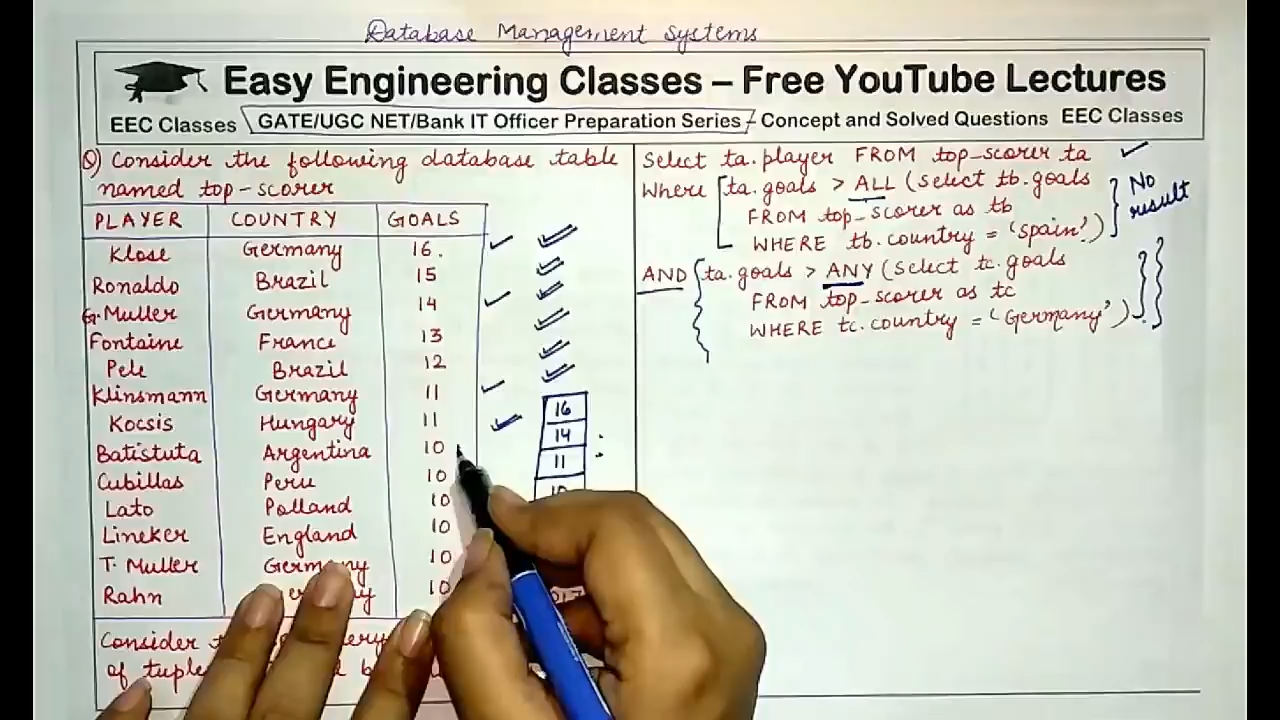 Database Management Systems
Easy Engineering Classes – Free YouTube Lectures
EEC Classes GATE/UGC NET/Bank IT Officer Preparation Series – Concept and Solved Questions EEC Classes
Q) Consider the following database table
named top-scorer
PLAYER COUNTRY GOALS
Klose Germany 16.
Ronaldo Brazil 15
G. Muller Germany 14
Fontaine France 13
Pele Brazil 12
Klinsmann Germany 11
Kocsis Hungary 11
Batistuta Argentina 10
Cubillas Peru 10
Lato Polland 10
Lineker England 10
T. Muller Germany 10
Rahn 10
Consider
of tuple
16
14
11
10
Select ta.player FROM top-scorer ta
Where ta.goals > ALL (Select tb.goals
FROM top-scorer as tb
WHERE tb.country = 'Spain')
No
result
AND ta.goals > ANY (Select tc.goals
FROM top-scorer as tc
WHERE tc.country = 'Germany')